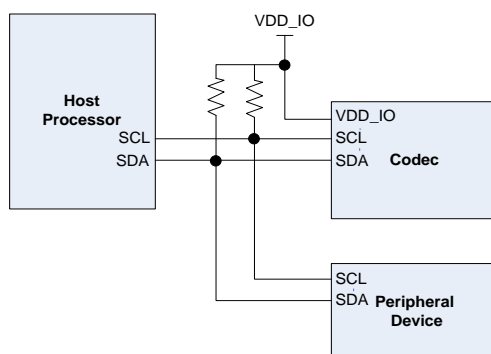 VDD_IO
Host
Processor
SCL
SDA
VDD_IO
SCL
SDA
Codec
SCL
SDA
Peripheral
Device